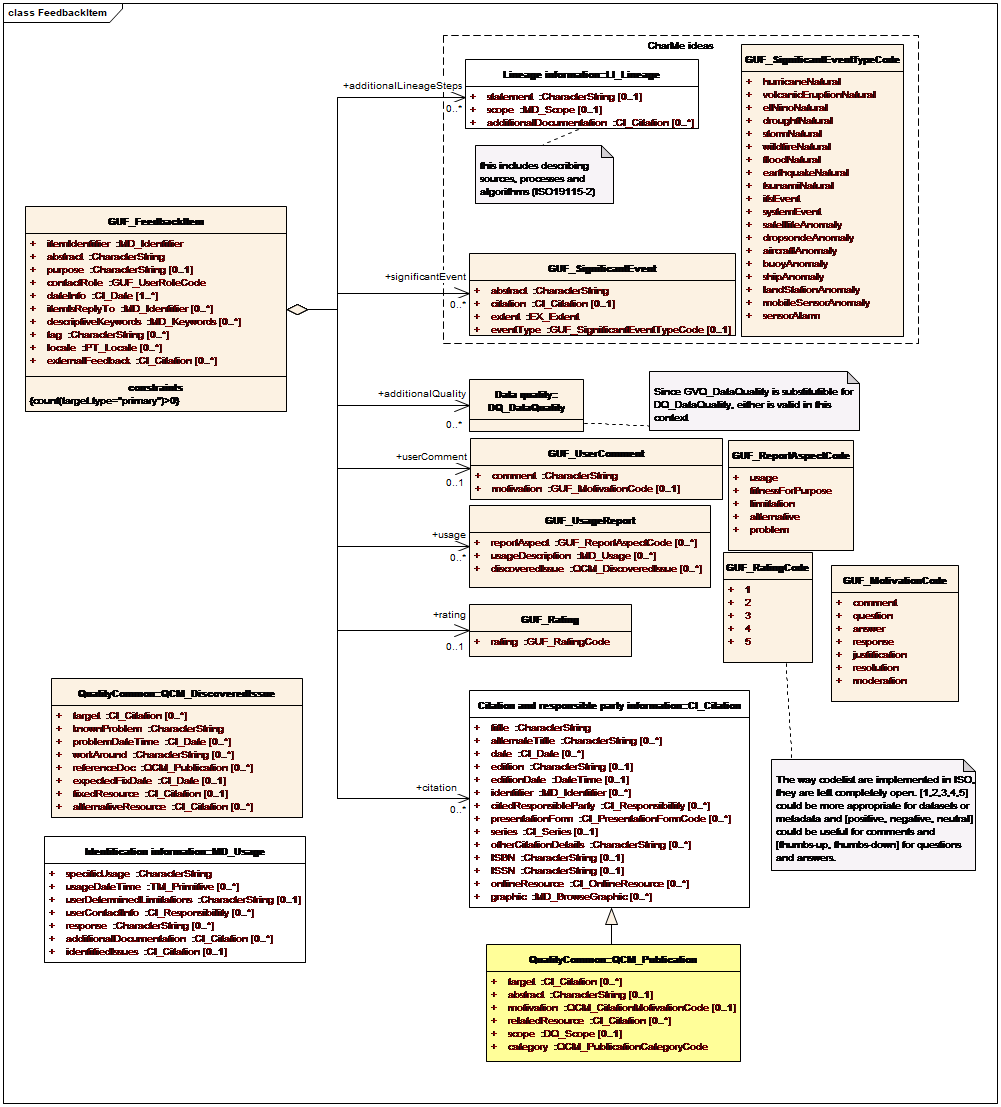 class FeedbackItem
CharMe ideas
Lineage information::LI_Lineage
+ statement :CharacterString [0..1]
+ scope :MD_Scope [0..1]
+ additionalDocumentation :CI_Citation [0..*]
this includes describing
sources, processes and
algorithms (ISO19115-2)
GUF_SignificantEventTypeCode
+ hurricaneNatural
+ volcanicEruptionNatural
+ elNinoNatural
+ droughtNatural
+ stormNatural
+ wildfireNatural
+ floodNatural
+ earthquakeNatural
+ tsunamiNatural
+ ifsEvent
+ systemEvent
+ satelliteAnomaly
+ dropsondeAnomaly
+ aircraftAnomaly
+ buoyAnomaly
+ shipAnomaly
+ landStationAnomaly
+ mobileSensorAnomaly
+ sensorAlarm
+additionalLineageSteps
0..*
GUF_FeedbackItem
+ itemIdentifier :MD_Identifier
+ abstract :CharacterString
+ purpose :CharacterString [0..1]
+ contactRole :GUF_UserRoleCode
+ dateInfo :CI_Date [1..*]
+ itemIsReplyTo :MD_Identifier [0..*]
+ descriptiveKeywords :MD_Keywords [0..*]
+ tag :CharacterString [0..*]
+ locale :PT_Locale [0..*]
+ externalFeedback :CI_Citation [0..*]
constraints
{count(target.type="primary")>0}
+significantEvent
0..*
GUF_SignificantEvent
+ abstract :CharacterString
+ citation :CI_Citation [0..1]
+ extent :EX_Extent
+ eventType :GUF_SignificantEventTypeCode [0..1]
+additionalQuality
0..*
Data quality::
DQ_DataQuality
Since GVQ_DataQuality is substitutible for
DQ_DataQuality, either is valid in this
context
+userComment
0..1
GUF_UserComment
+ comment :CharacterString
+ motivation :GUF_MotivationCode [0..1]
GUF_ReportAspectCode
+ usage
+ fitnessForPurpose
+ limitation
+ alternative
+ problem
+usage
0..*
GUF_UsageReport
+ reportAspect :GUF_ReportAspectCode [0..*]
+ usageDescription :MD_Usage [0..*]
+ discoveredIssue :QCM_DiscoveredIssue [0..*]
GUF_RatingCode
+ 1
+ 2
+ 3
+ 4
+ 5
GUF_MotivationCode
+ comment
+ question
+ answer
+ response
+ justification
+ resolution
+ moderation
+rating
0..1
GUF_Rating
+ rating :GUF_RatingCode
QualityCommon::QCM_DiscoveredIssue
+ target :CI_Citation [0..*]
+ knownProblem :CharacterString
+ problemDateTime :CI_Date [0..*]
+ workAround :CharacterString [0..*]
+ referenceDoc :QCM_Publication [0..*]
+ expectedFixDate :CI_Date [0..1]
+ fixedResource :CI_Citation [0..1]
+ alternativeResource :CI_Citation [0..*]
+citation
0..*
Citation and responsible party information::CI_Citation
+ title :CharacterString
+ alternateTitle :CharacterString [0..*]
+ date :CI_Date [0..*]
+ edition :CharacterString [0..1]
+ editionDate :DateTime [0..1]
+ identifier :MD_Identifier [0..*]
+ citedResponsibleParty :CI_Responsibility [0..*]
+ presentationForm :CI_PresentationFormCode [0..*]
+ series :CI_Series [0..1]
+ otherCitationDetails :CharacterString [0..*]
+ ISBN :CharacterString [0..1]
+ ISSN :CharacterString [0..1]
+ onlineResource :CI_OnlineResource [0..*]
+ graphic :MD_BrowseGraphic [0..*]
The way codelist are implemented in ISO,
they are left completely open. [1,2,3,4,5]
could be more appropriate for datasets or
metadata and [positive, negative, neutral]
could be useful for comments and
[thumbs-up, thumbs-down] for questions
and answers.
Identification information::MD_Usage
+ specificUsage :CharacterString
+ usageDateTime :TM_Primitive [0..*]
+ userDeterminedLimitations :CharacterString [0..1]
+ userContactInfo :CI_Responsibility [0..*]
+ response :CharacterString [0..*]
+ additionalDocumentation :CI_Citation [0..*]
+ identifiedIssues :CI_Citation [0..1]
QualityCommon::QCM_Publication
+ target :CI_Citation [0..*]
+ abstract :CharacterString [0..1]
+ motivation :QCM_CitationMotivationCode [0..1]
+ relatedResource :CI_Citation [0..*]
+ scope :DQ_Scope [0..1]
+ category :QCM_PublicationCategoryCode